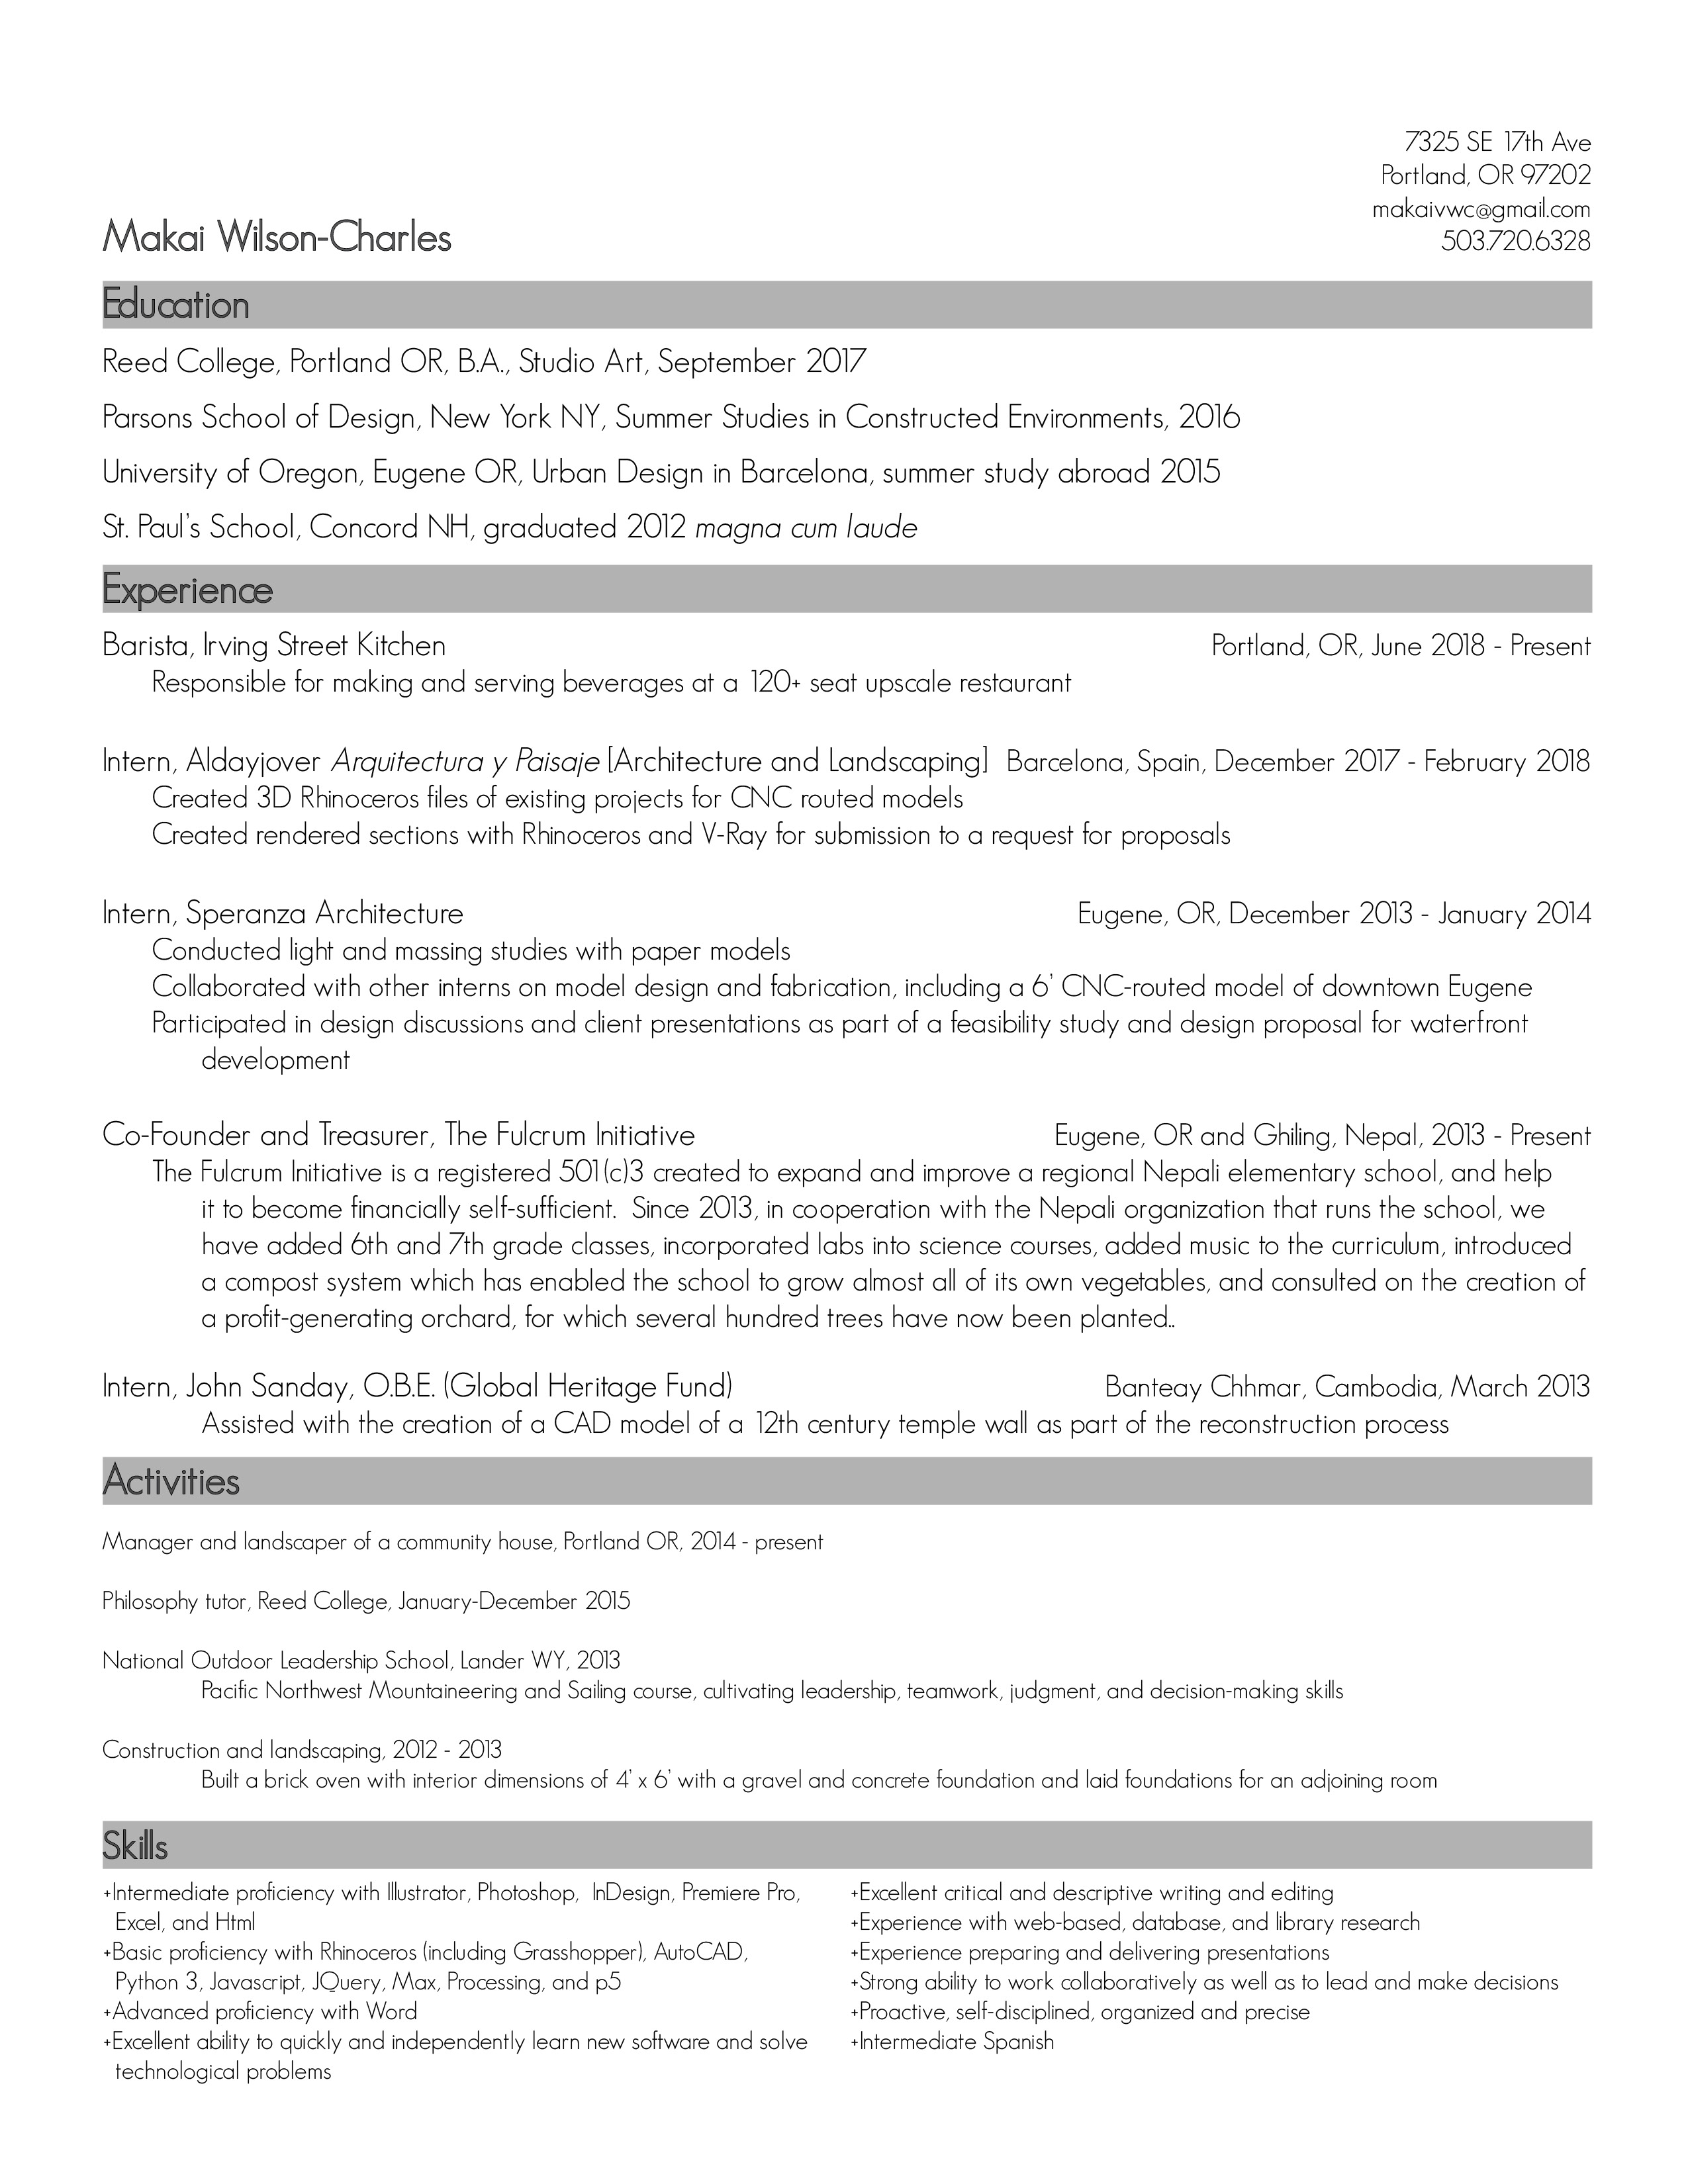 7325 SE 17th Ave
Portland, OR 97202
makaivwc@gmail.com
Makai Wilson-Charles 503.720.6328
Education
Reed College, Portland OR, B.A., Studio Art, September 2017
Parsons School of Design, New York NY, Summer Studies in Constructed Environments, 2016
University of Oregon, Eugene OR, Urban Design in Barcelona, summer study abroad 2015
St. Paul's School, Concord NH, graduated 2012 magna cum laude
Experience
Barista, Irving Street Kitchen Portland, OR, June 2018 - Present
Responsible for making and serving beverages at a 120+ seat upscale restaurant
Intern, Aldayjover Arquitectura y Paisaje [Architecture and Landscaping] Barcelona, Spain, December 2017 - February 2018
Created 3D Rhinoceros files of existing projects for CNC routed models
Created rendered sections with Rhinoceros and V-Ray for submission to a request for proposals
Intern, Speranza Architecture Eugene, OR, December 2013 - January 2014
Conducted light and massing studies with paper models
Collaborated with other interns on model design and fabrication, including a 6' CNC-routed model of downtown Eugene
Participated in design discussions and client presentations as part of a feasibility study and design proposal for waterfront
development
Co-Founder and Treasurer, The Fulcrum Initiative Eugene, OR and Ghiling, Nepal, 2013 - Present
The Fulcrum Initiative is a registered 501(c)3 created to expand and improve a regional Nepali elementary school, and help
it to become financially self-sufficient. Since 2013, in cooperation with the Nepali organization that runs the school, we
have added 6th and 7th grade classes, incorporated labs into science courses, added music to the curriculum, introduced
a compost system which has enabled the school to grow almost all of its own vegetables, and consulted on the creation of
a profit-generating orchard, for which several hundred trees have now been planted..
Intern, John Sanday, O.B.E. (Global Heritage Fund) Banteay Chhmar, Cambodia, March 2013
Assisted with the creation of a CAD model of a 12th century temple wall as part of the reconstruction process
Activities
Manager and landscaper of a community house, Portland OR, 2014 - present
Philosophy tutor, Reed College, January-December 2015
National Outdoor Leadership School, Lander WY, 2013
Pacific Northwest Mountaineering and Sailing course, cultivating leadership, teamwork, judgment, and decision-making skills
Construction and landscaping, 2012 - 2013
Built a brick oven with interior dimensions of 4' x 6' with a gravel and concrete foundation and laid foundations for an adjoining room
Skills
+Intermediate proficiency with Illustrator, Photoshop, InDesign, Premiere Pro,
Excel, and Html
+Basic proficiency with Rhinoceros (including Grasshopper), AutoCAD,
Python 3, Javascript, JQuery, Max, Processing, and p5
+Advanced proficiency with Word
+Excellent ability to quickly and independently learn new software and solve
technological problems
+Excellent critical and descriptive writing and editing
+Experience with web-based, database, and library research
+Experience preparing and delivering presentations
+Strong ability to work collaboratively as well as to lead and make decisions
+Proactive, self-disciplined, organized and precise
+Intermediate Spanish